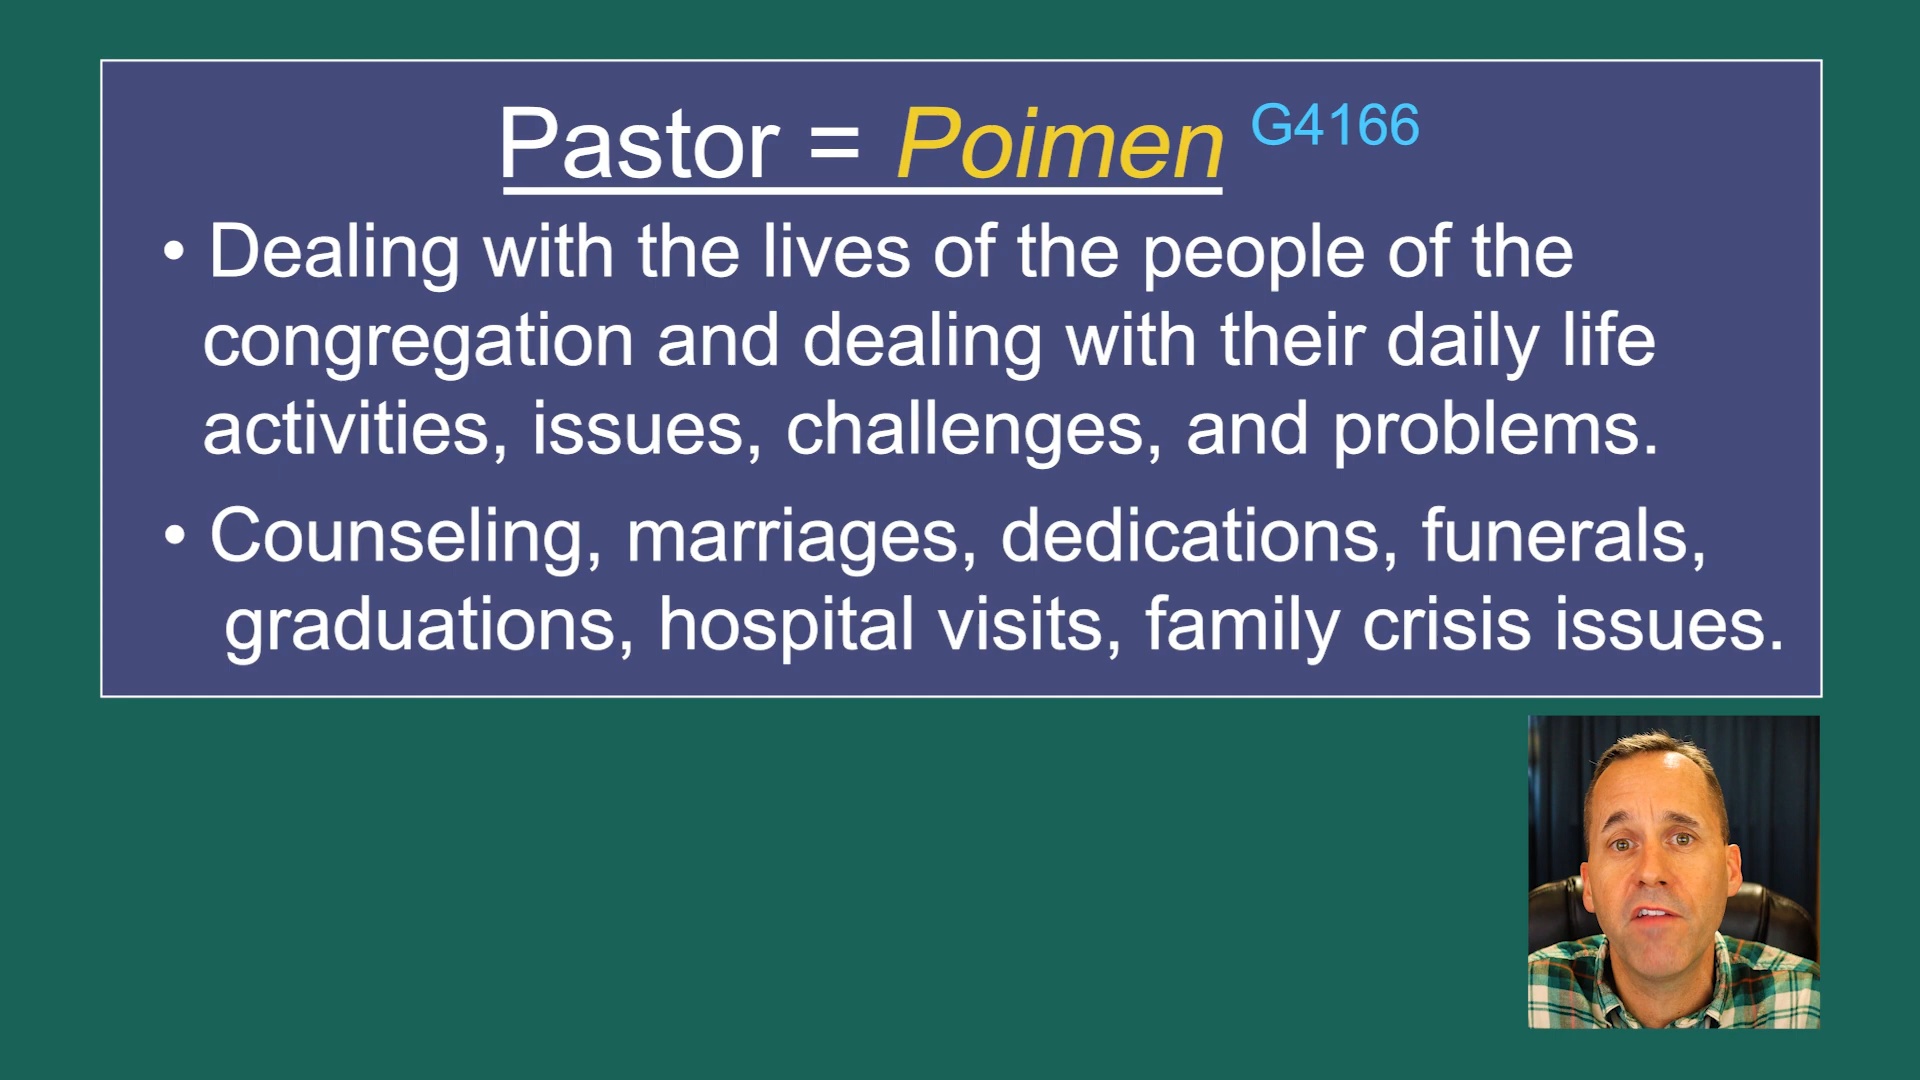 Pastor = Poimen G4166
• Dealing with the lives of the people of the
congregation and dealing with their daily life
activities, issues, challenges, and problems.
• Counseling, marriages, dedications, funerals,
graduations, hospital visits, family crisis issues.